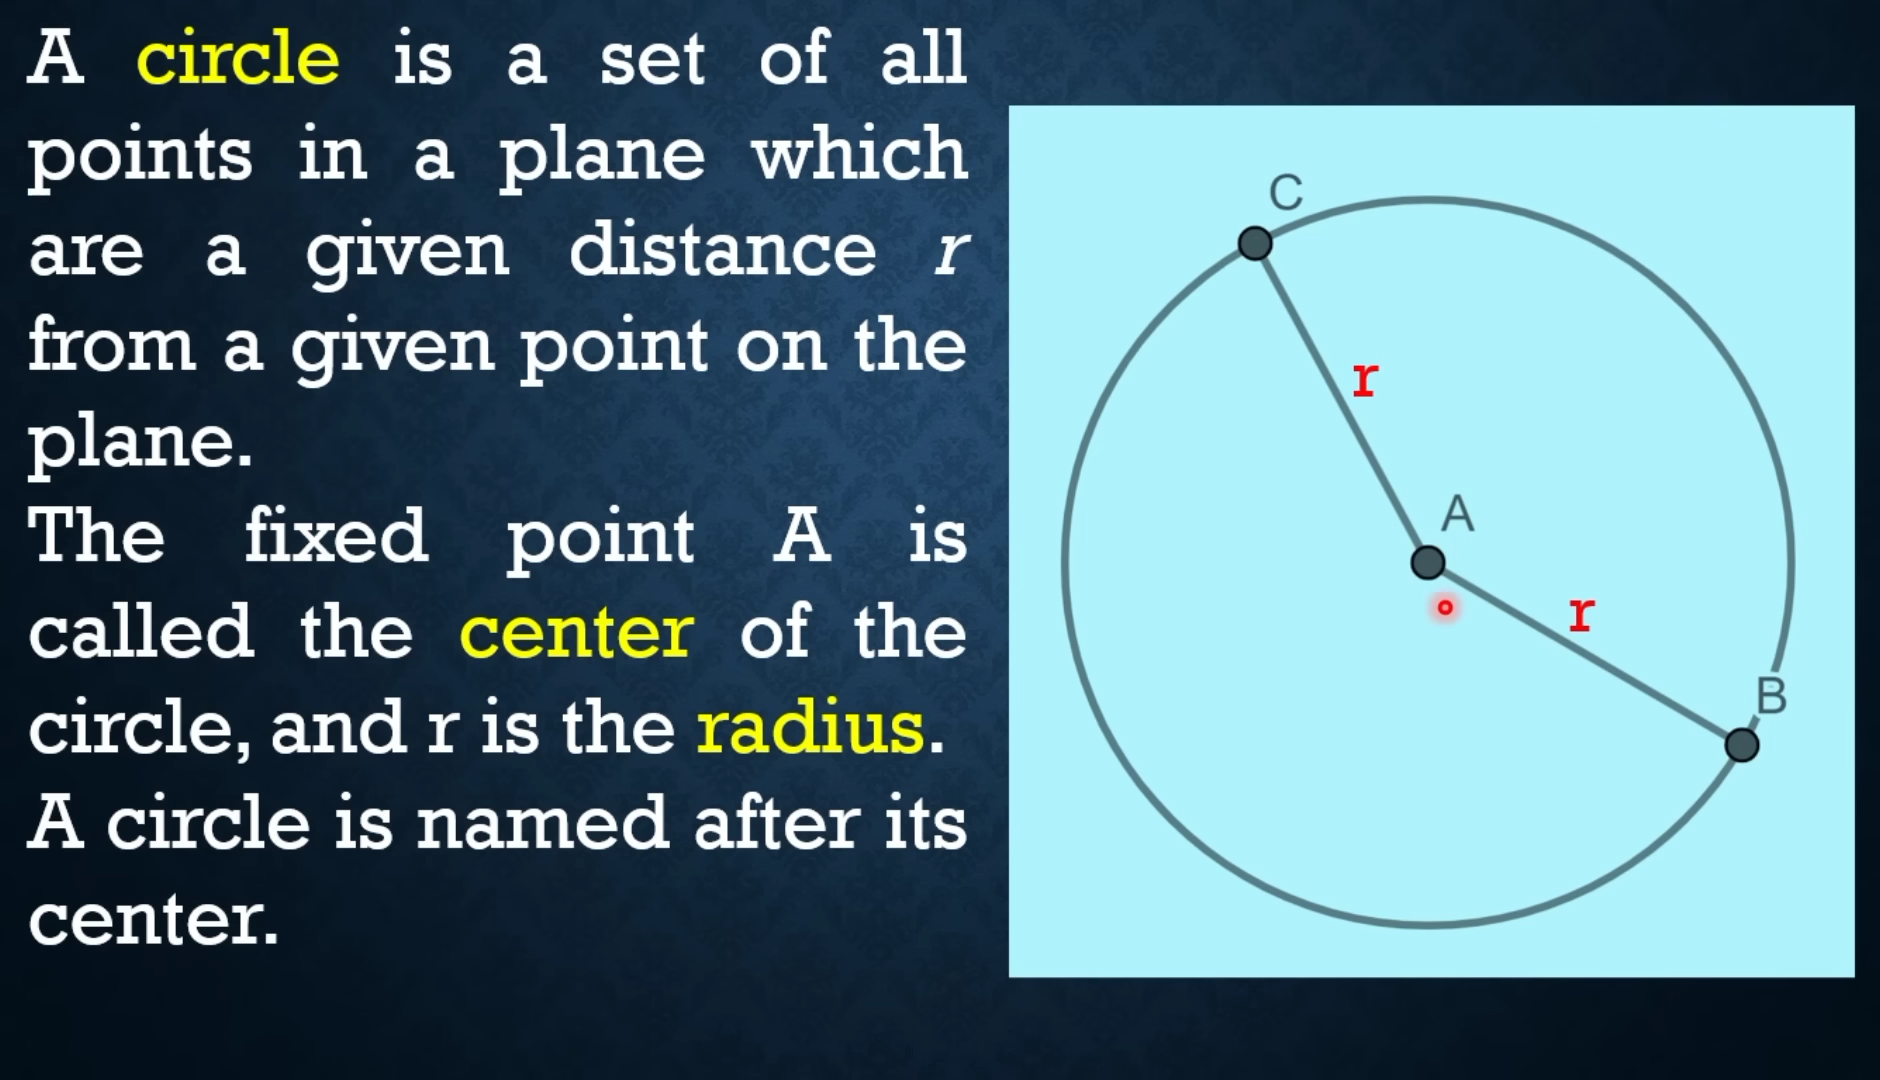 A circle is a set of all
points in a plane which
are a given distance r
from a given point on the
plane.
The fixed point A is
called the center of the
circle, and r is the radius.
A circle is named after its
center.
C
r
A
r
B